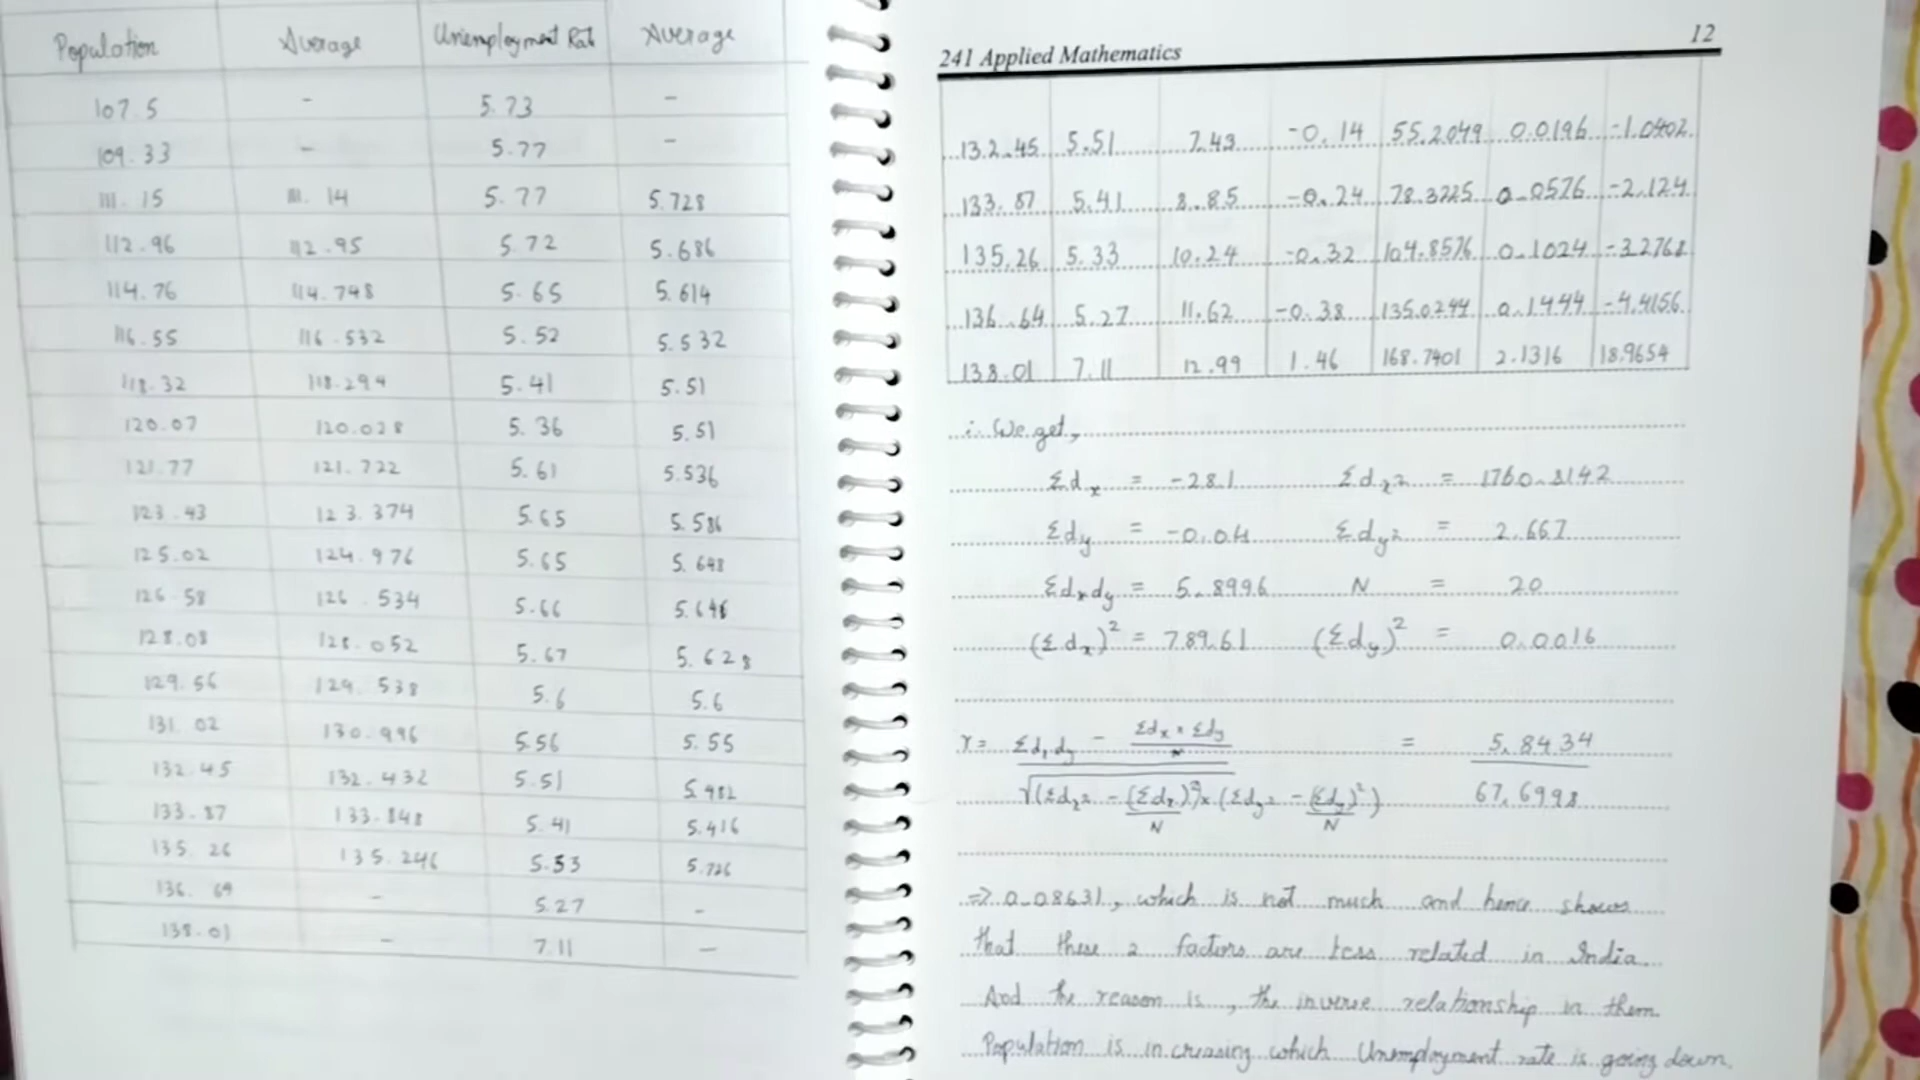 Population Average Unemployment Rate Average
107.5 - 5.73 -
109.33 - 5.77 -
111.15 111.14 5.77 5.728
112.96 112.95 5.72 5.686
114.76 114.748 5.65 5.614
116.55 116.532 5.52 5.532
118.32 118.294 5.41 5.51
120.07 120.028 5.36 5.51
121.77 121.722 5.61 5.536
123.43 123.374 5.65 5.586
125.02 124.976 5.65 5.648
126.58 126.534 5.66 5.646
128.08 128.052 5.67 5.628
129.56 129.538 5.6 5.6
131.02 130.996 5.56 5.55
132.45 132.432 5.51 5.482
133.87 133.848 5.41 5.416
135.26 135.246 5.33 5.726
136.64 - 5.27 -
138.01 - 7.11 -
241 Applied Mathematics 12
132.45 5.51 7.43 -0.14 55.2049 0.0196 -1.0402
133.87 5.41 8.85 -0.24 78.3225 0.0576 -2.124
135.26 5.33 10.24 -0.32 104.8576 0.1024 -3.2768
136.64 5.27 11.62 -0.38 135.0244 0.1444 -4.4156
138.01 7.11 12.99 1.46 168.7401 2.1316 18.9654
∴ We get,
Σdx = -28.1 Σdx² = 1760.8142
Σdy = -0.04 Σdy² = 2.667
Σdxdy = 5.8996 N = 20
(Σdx)² = 789.61 (Σdy)² = 0.0016
r = Σdxdy - Σdx × Σdy / N = 5.8434
√(Σdx² - (Σdx)²/N) × (Σdy² - (Σdy)²/N) 67.6998
⇒ 0.08631, which is not much and hence shows
that these 2 factors are less related in India.
And the reason is, the inverse relationship in them.
Population is increasing which Unemployment rate is going down.